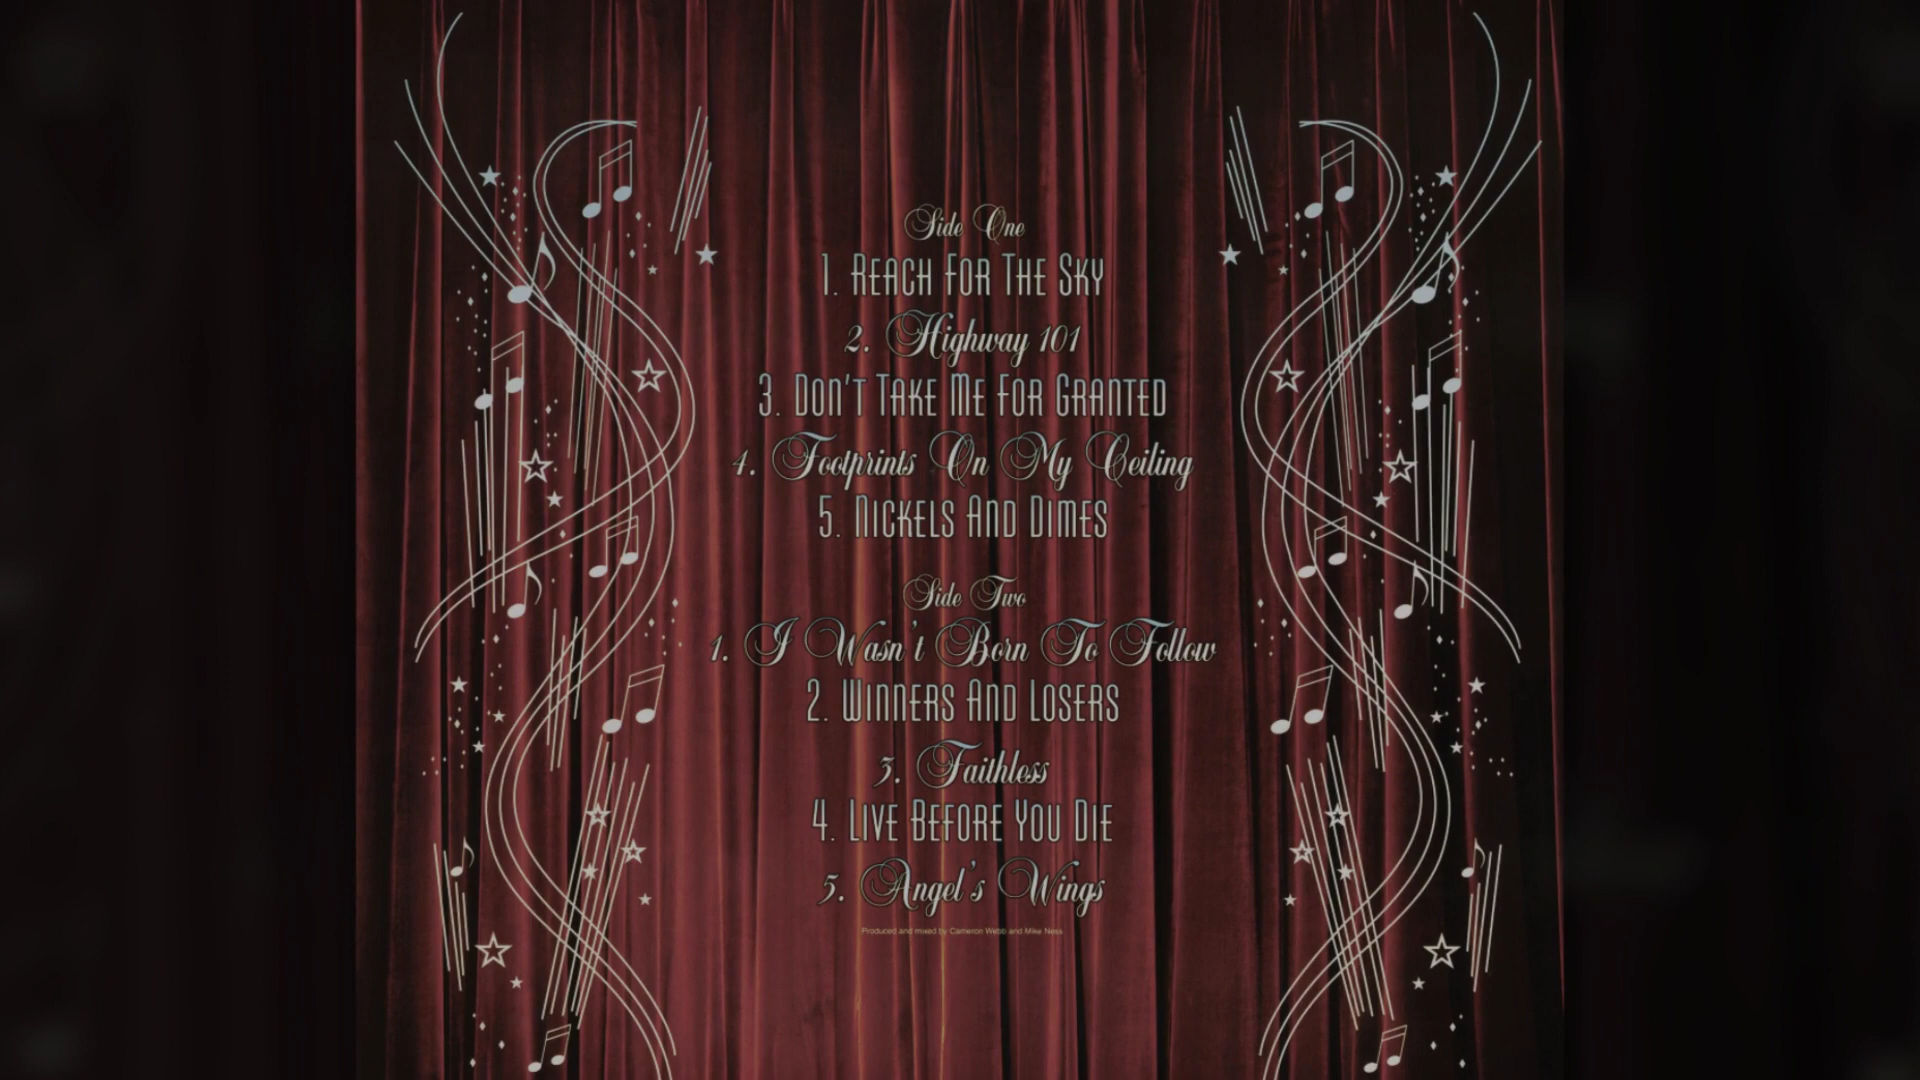 Side One
1. Reach For The Sky
2. Highway 101
3. Don't Take Me For Granted
4. Footprints On My Ceiling
5. Nickels And Dimes
Side Two
1. I Wasn't Born To Follow
2. Winners And Losers
3. Faithless
4. Live Before You Die
5. Angel's Wings
Produced and mixed by Cameron Webb and Mike Ness